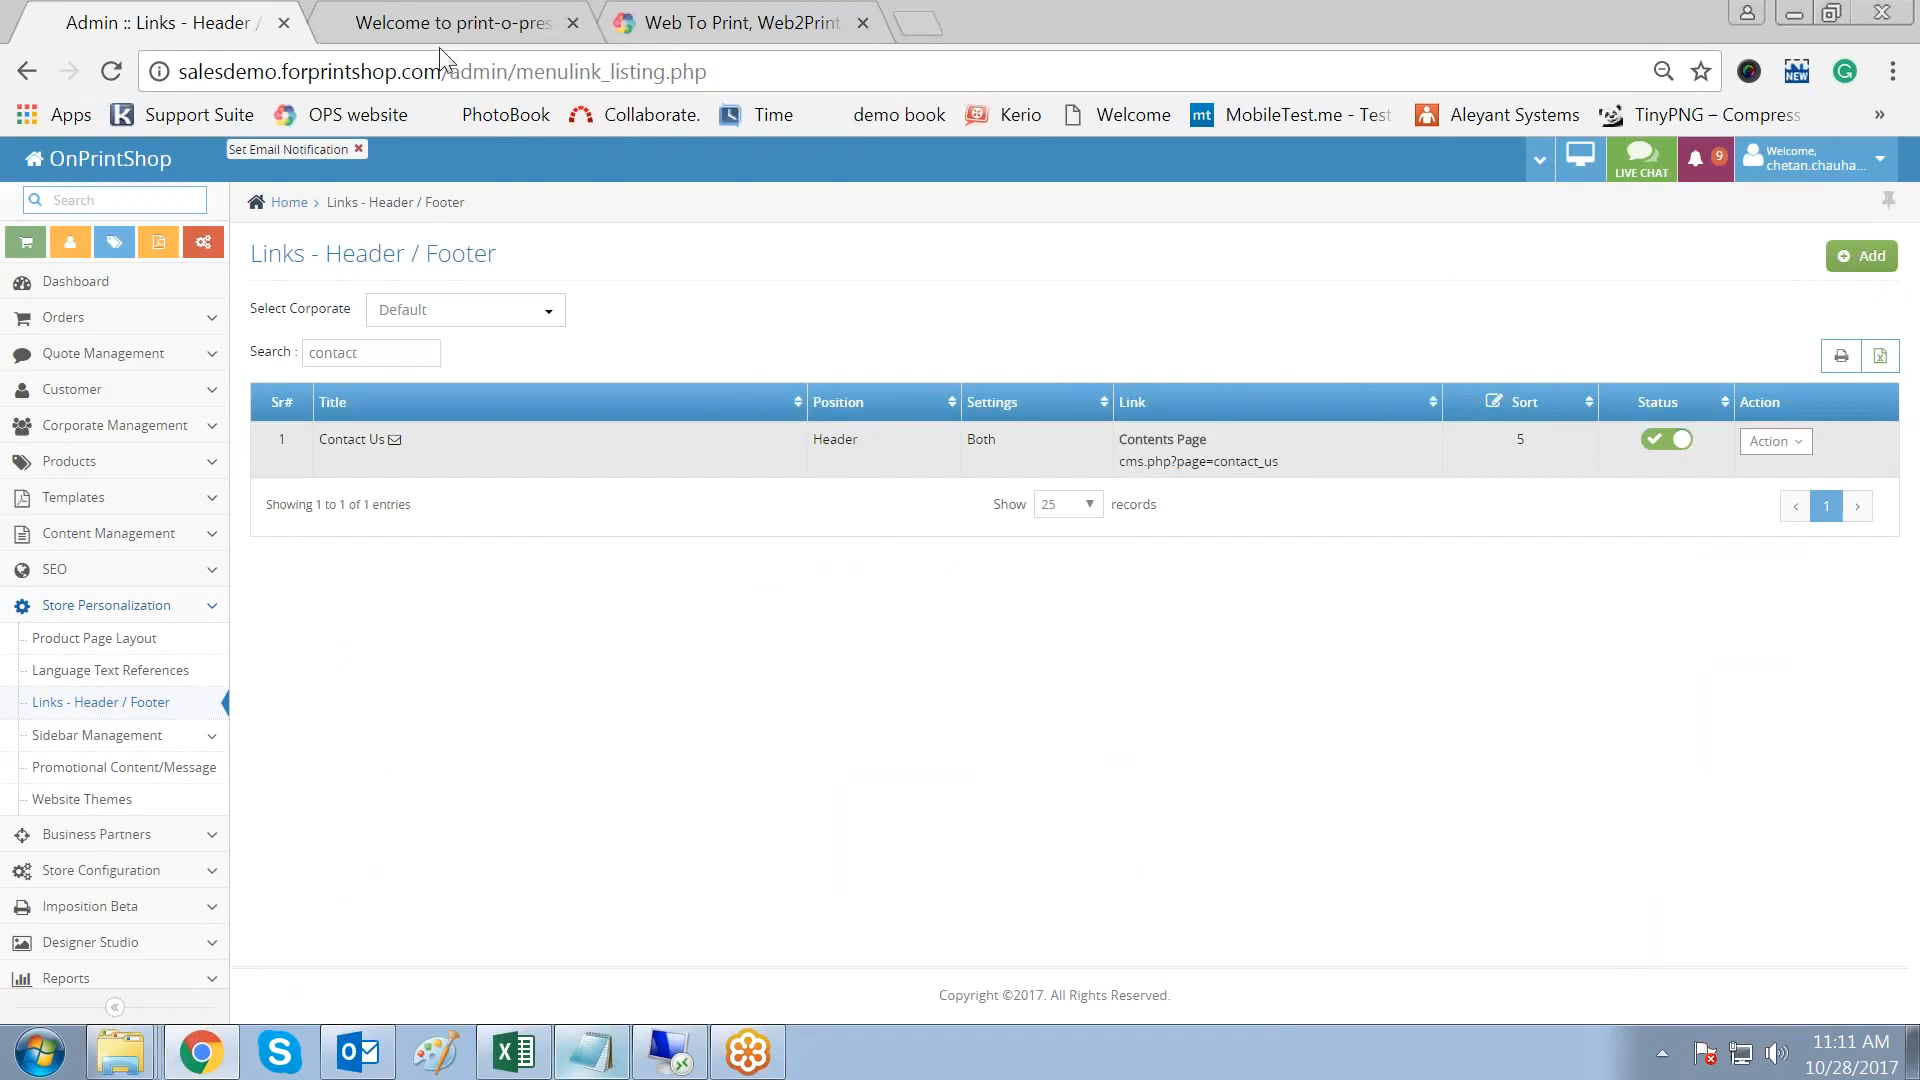 Admin :: Links - Header /
Welcome to print-o-pres
Web To Print, Web2Print
salesdemo.forprintshop.com/admin/menulink_listing.php
Apps
Support Suite
OPS website
PhotoBook
Collaborate.
Time
demo book
Kerio
Welcome
mt
MobileTest.me - Test
Aleyant Systems
TinyPNG – Compress
»
OnPrintShop
Set Email Notification
LIVE CHAT
9
Welcome,
chetan.chauha...
Search
Home
Links - Header / Footer
Links - Header / Footer
Add
Dashboard
Orders
Quote Management
Customer
Corporate Management
Products
Templates
Content Management
SEO
Store Personalization
Product Page Layout
Language Text References
Links - Header / Footer
Sidebar Management
Promotional Content/Message
Website Themes
Business Partners
Store Configuration
Imposition Beta
Designer Studio
Reports
Select Corporate
Default
Search :
contact
Sr#
Title
Position
Settings
Link
Sort
Status
Action
1
Contact Us
Header
Both
Contents Page
cms.php?page=contact_us
5
Action
Showing 1 to 1 of 1 entries
Show
25
records
1
Copyright ©2017. All Rights Reserved.
11:11 AM
10/28/2017